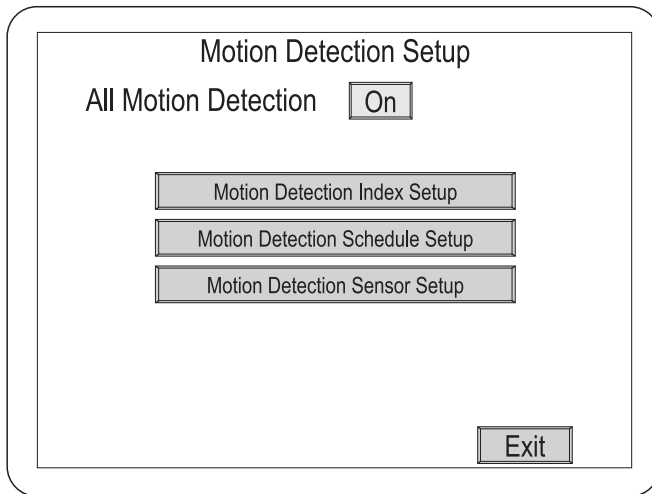 Motion Detection Setup
All Motion Detection On
Motion Detection Index Setup
Motion Detection Schedule Setup
Motion Detection Sensor Setup
Exit